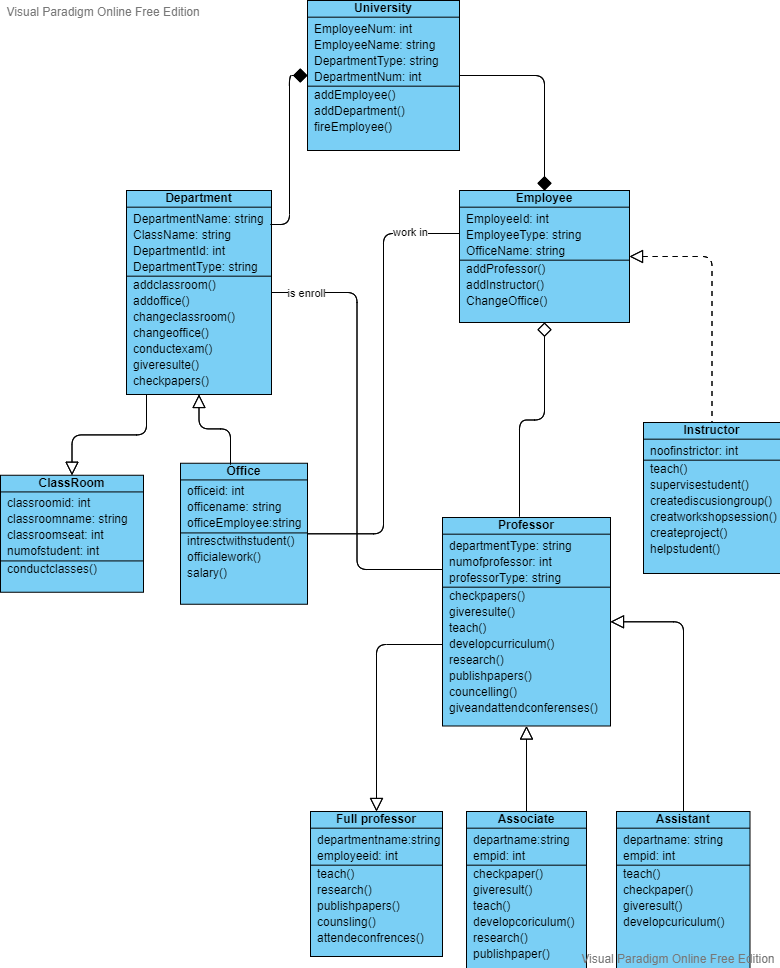 Visual Paradigm Online Free Edition
University
EmployeeNum: int
EmployeeName: string
DepartmentType: string
DepartmentNum: int
addEmployee()
addDepartment()
fireEmployee()
Department
DepartmentName: string
ClassName: string
DepartmentId: int
DepartmentType: string
addclassroom()
addoffice()
changeclassroom()
changeoffice()
conductexam()
giveresulte()
checkpapers()
work in
is enroll
Employee
EmployeeId: int
EmployeeType: string
OfficeName: string
addProfessor()
addInstructor()
ChangeOffice()
Instructor
noofinstrictor: int
teach()
supervisestudent()
creatediscusiongroup()
creatworkshopsession()
createproject()
helpstudent()
ClassRoom
classroomid: int
classroomname: string
classroomseat: int
numofstudent: int
conductclasses()
Office
officeid: int
officename: string
officeEmployee:string
intresctwithstudent()
officialework()
salary()
Professor
departmentType: string
numofprofessor: int
professorType: string
checkpapers()
giveresulte()
teach()
developcurriculum()
research()
publishpapers()
councelling()
giveandattendconferenses()
Full professor
departmentname:string
employeeid: int
teach()
research()
publishpapers()
counsling()
attendeconfrences()
Associate
departname:string
empid: int
checkpaper()
giveresult()
teach()
developcoriculum()
research()
publishpaper()
Assistant
departname: string
empid: int
teach()
checkpaper()
giveresult()
developcuriculum()
Visual Paradigm Online Free Edition